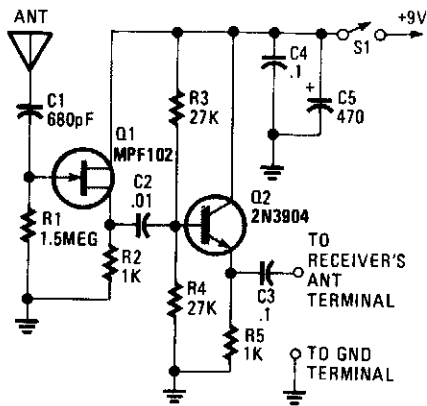 ANT
C1
680pF
Q1
MPF102
R1
1.5MEG
R2
1K
C2
.01
R3
27K
R4
27K
Q2
2N3904
R5
1K
C3
.1
C4
.1
+
C5
470
S1
+9V
TO
RECEIVER'S
ANT
TERMINAL
TO GND
TERMINAL